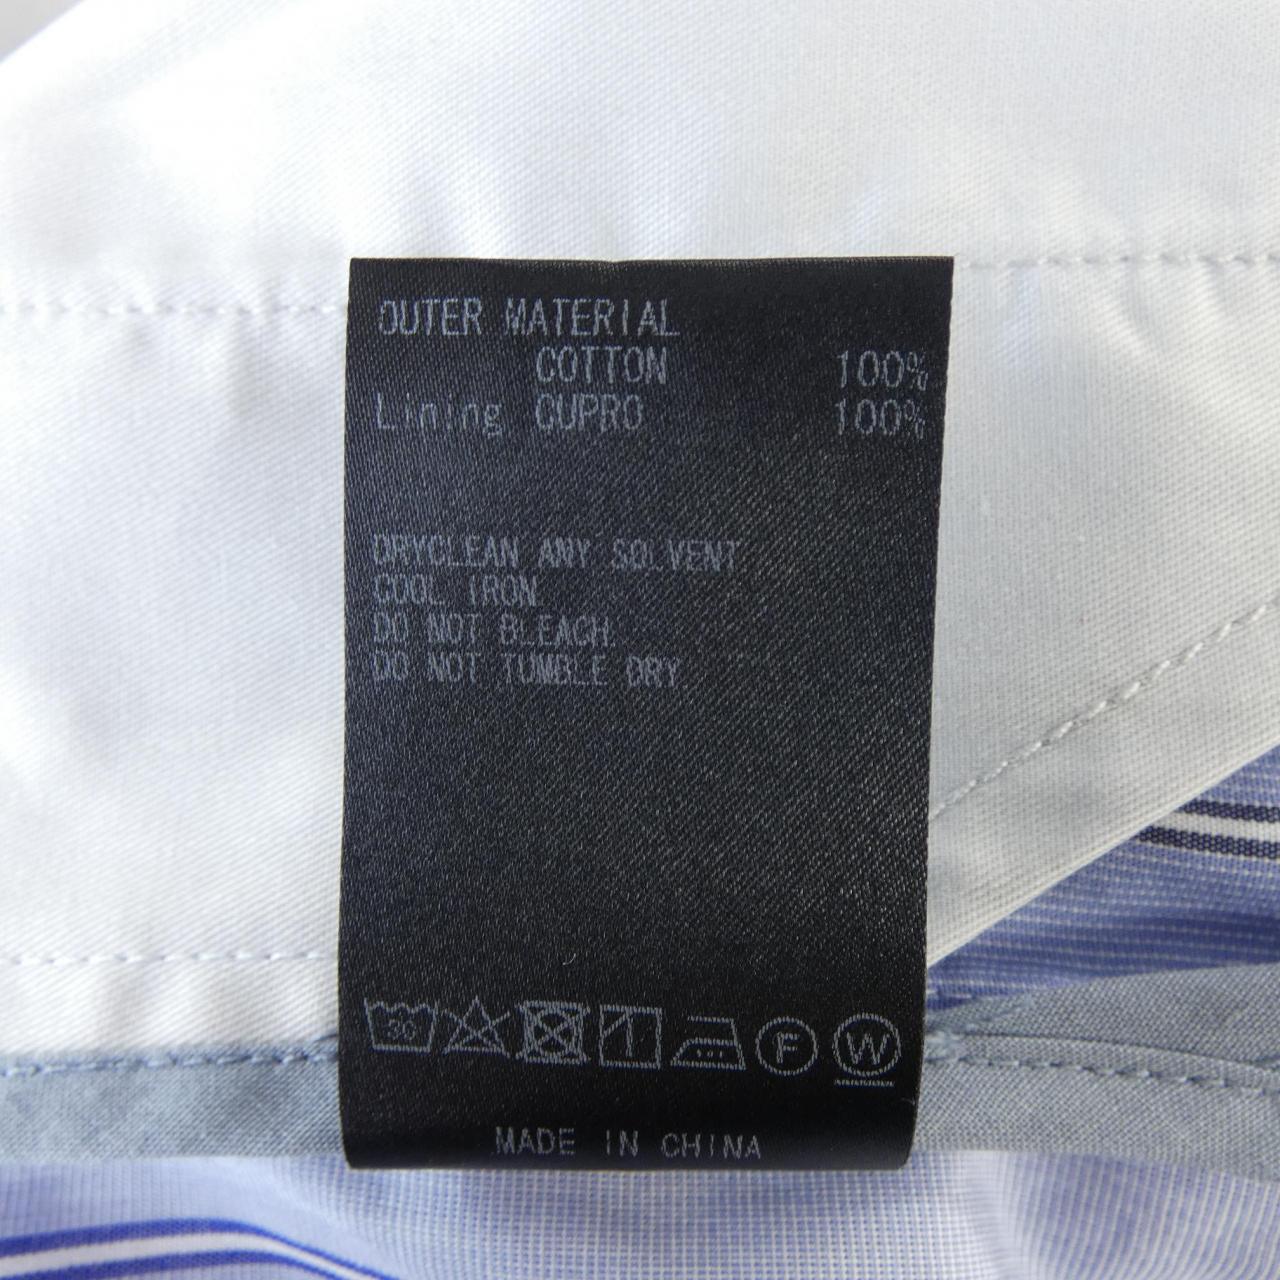 OUTER MATERIAL
COTTON 100%
Lining CUPRO 100%
DRYCLEAN ANY SOLVENT
COOL IRON
DO NOT BLEACH
DO NOT TUMBLE DRY
30 F W
MADE IN CHINA